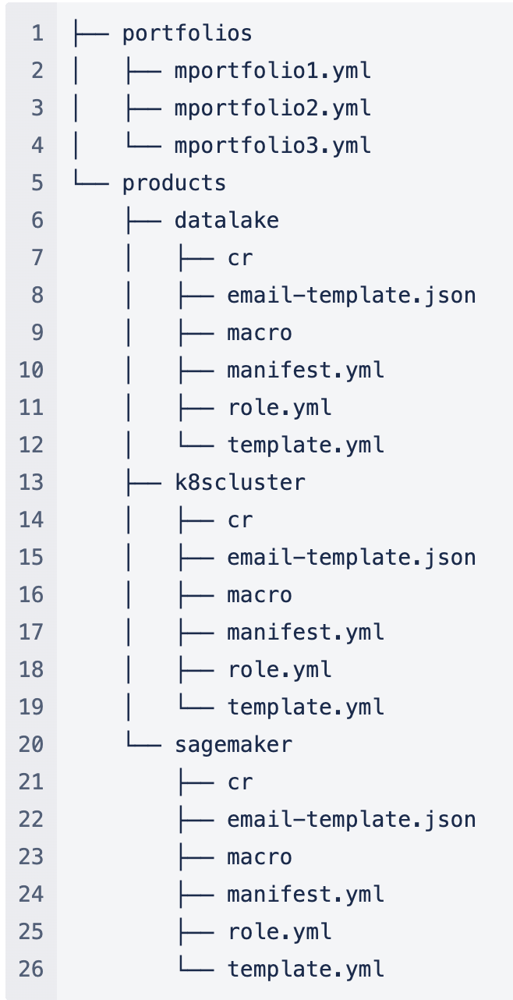 1 ├── portfolios
2 │   ├── mportfolio1.yml
3 │   ├── mportfolio2.yml
4 │   └── mportfolio3.yml
5 └── products
6     ├── datalake
7     │   ├── cr
8     │   ├── email-template.json
9     │   ├── macro
10     │   ├── manifest.yml
11     │   ├── role.yml
12     │   └── template.yml
13     ├── k8scluster
14     │   ├── cr
15     │   ├── email-template.json
16     │   ├── macro
17     │   ├── manifest.yml
18     │   ├── role.yml
19     │   └── template.yml
20     └── sagemaker
21         ├── cr
22         ├── email-template.json
23         ├── macro
24         ├── manifest.yml
25         ├── role.yml
26         └── template.yml